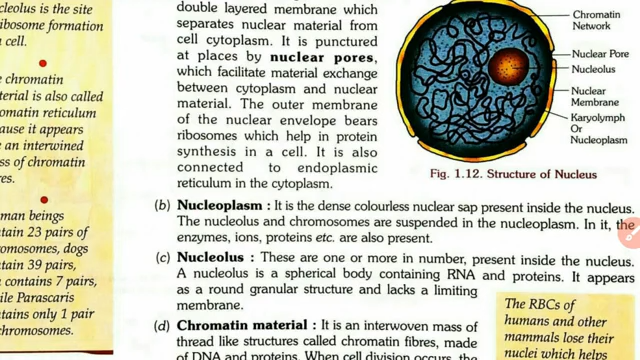 cleolus is the site
ribosome formation
cell.
chromatin
terial is also called
omatin reticulum
ause it appears
an interwined
ss of chromatin
res.
man beings
ntain 23 pairs of
romosomes, dogs
tain 39 pairs,
contains 7 pairs,
ile Parascaris
tains only 1 pair
chromosomes.
double layered membrane which
separates nuclear material from
cell cytoplasm. It is punctured
at places by nuclear pores,
which facilitate material exchange
between cytoplasm and nuclear
material. The outer membrane
of the nuclear envelope bears
ribosomes which help in protein
synthesis in a cell. It is also
connected to endoplasmic
reticulum in the cytoplasm.
Chromatin
Network
Nuclear Pore
Nucleolus
Nuclear
Membrane
Karyolymph
Or
Nucleoplasm
Fig. 1.12. Structure of Nucleus
(b) Nucleoplasm : It is the dense colourless nuclear sap present inside the nucleus.
The nucleolus and chromosomes are suspended in the nucleoplasm. In it, the
enzymes, ions, proteins etc. are also present.
(c) Nucleolus : These are one or more in number, present inside the nucleus.
A nucleolus is a spherical body containing RNA and proteins. It appears
as a round granular structure and lacks a limiting
membrane.
(d) Chromatin material : It is an interwoven mass of
thread like structures called chromatin fibres, made
of DNA and proteins. When cell division occurs, the
The RBCs of
humans and other
mammals lose their
nuclei which helps